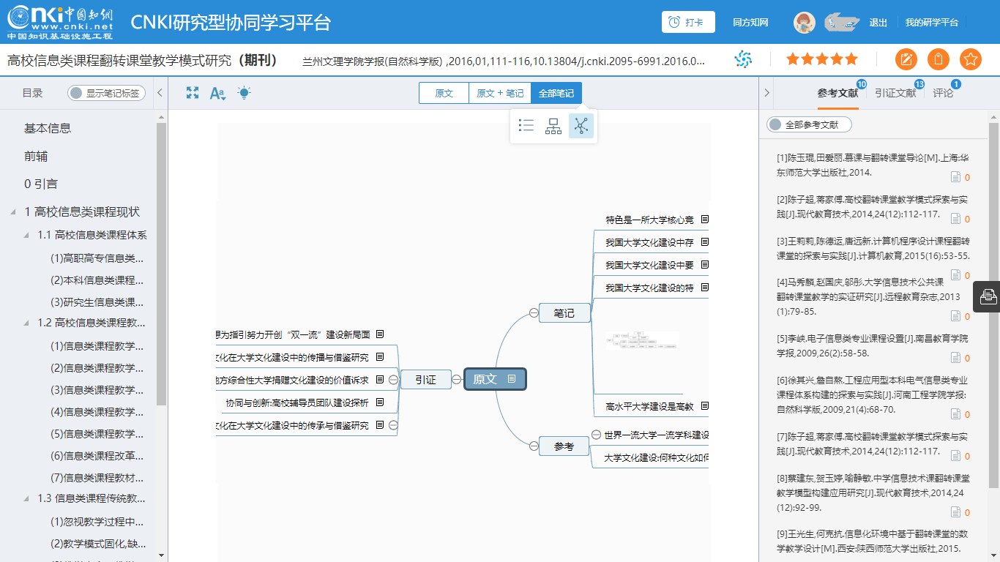 cnki中国知网
www.cnki.net
中国知识基础设施工程
CNKI研究型协同学习平台
打卡
同方知网
退出
我的研学平台
高校信息类课程翻转课堂教学模式研究（期刊）
兰州文理学院学报(自然科学版) ,2016,01,111-116,10.13804/j.cnki.2095-6991.2016.0...
目录
显示笔记标签
基本信息
前辅
0 引言
1 高校信息类课程现状
1.1 高校信息类课程体系
(1)高职高专信息类...
(2)本科信息类课程...
(3)研究生信息类课...
1.2 高校信息类课程教...
(1)信息类课程教学...
(2)信息类课程教学...
(3)信息类课程教学...
(4)信息类课程教学...
(5)信息类课程教学...
(6)信息类课程改革...
(7)信息类课程教材...
1.3 信息类课程传统教...
(1)忽视教学过程中...
(2)教学模式固化,缺...
Aa
原文
原文 + 笔记
全部笔记
特色是一所大学核心竞
我国大学文化建设中存
我国大学文化建设中要
我国大学文化建设的特
笔记
高水平大学建设是高教
想为指引努力开创“双一流”建设新局面
文化在大学文化建设中的传播与借鉴研究
地方综合性大学捐赠文化建设的价值诉求
协同与创新:高校辅导员团队建设探析
文化在大学文化建设中的传承与借鉴研究
引证
原文
参考
世界一流大学一流学科建设
大学文化建设:何种文化如何
参考文献
10
引证文献
13
评论
1
全部参考文献
[1]陈玉琨,田爱丽.慕课与翻转课堂导论[M].上海:华
东师范大学出版社,2014.
0
[2]陈子超,蒋家傅.高校翻转课堂教学模式探索与实
践[J].现代教育技术,2014,24(12):112-117.
0
[3]王莉莉,陈德运,唐远新.计算机程序设计课程翻转
课堂的探索与实践[J].计算机教育,2015(16):53-55.
0
[4]马秀麟,赵国庆,邬彤.大学信息技术公共课
翻转课堂教学的实证研究[J].远程教育杂志,2013
(1):79-85.
0
[5]李峡.电子信息类专业课程设置[J].南昌教育学院
学报,2009,26(2):58-58.
0
[6]徐其兴,詹自熬.工程应用型本科电气信息类专业
课程体系构建的探索与实践[J].河南工程学院学报:
自然科学版,2009,21(4):68-70.
0
[7]陈子超,蒋家傅.高校翻转课堂教学模式探索与实
践[J].现代教育技术,2014,24(12):112-117.
0
[8]蔡建东,贺玉婷,喻静敏.中学信息技术课翻转课堂
教学模型构建应用研究[J].现代教育技术,2014,24
(12):92-99.
0
[9]王光生,何克抗.信息化环境中基于翻转课堂的数
学教学设计[M].西安:陕西师范大学出版社,2015.